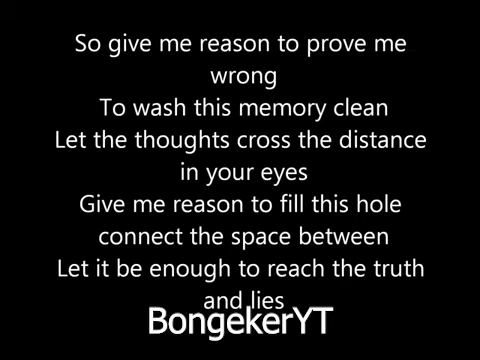 So give me reason to prove me
wrong
To wash this memory clean
Let the thoughts cross the distance
in your eyes
Give me reason to fill this hole
connect the space between
Let it be enough to reach the truth
and lies
BongekerYT